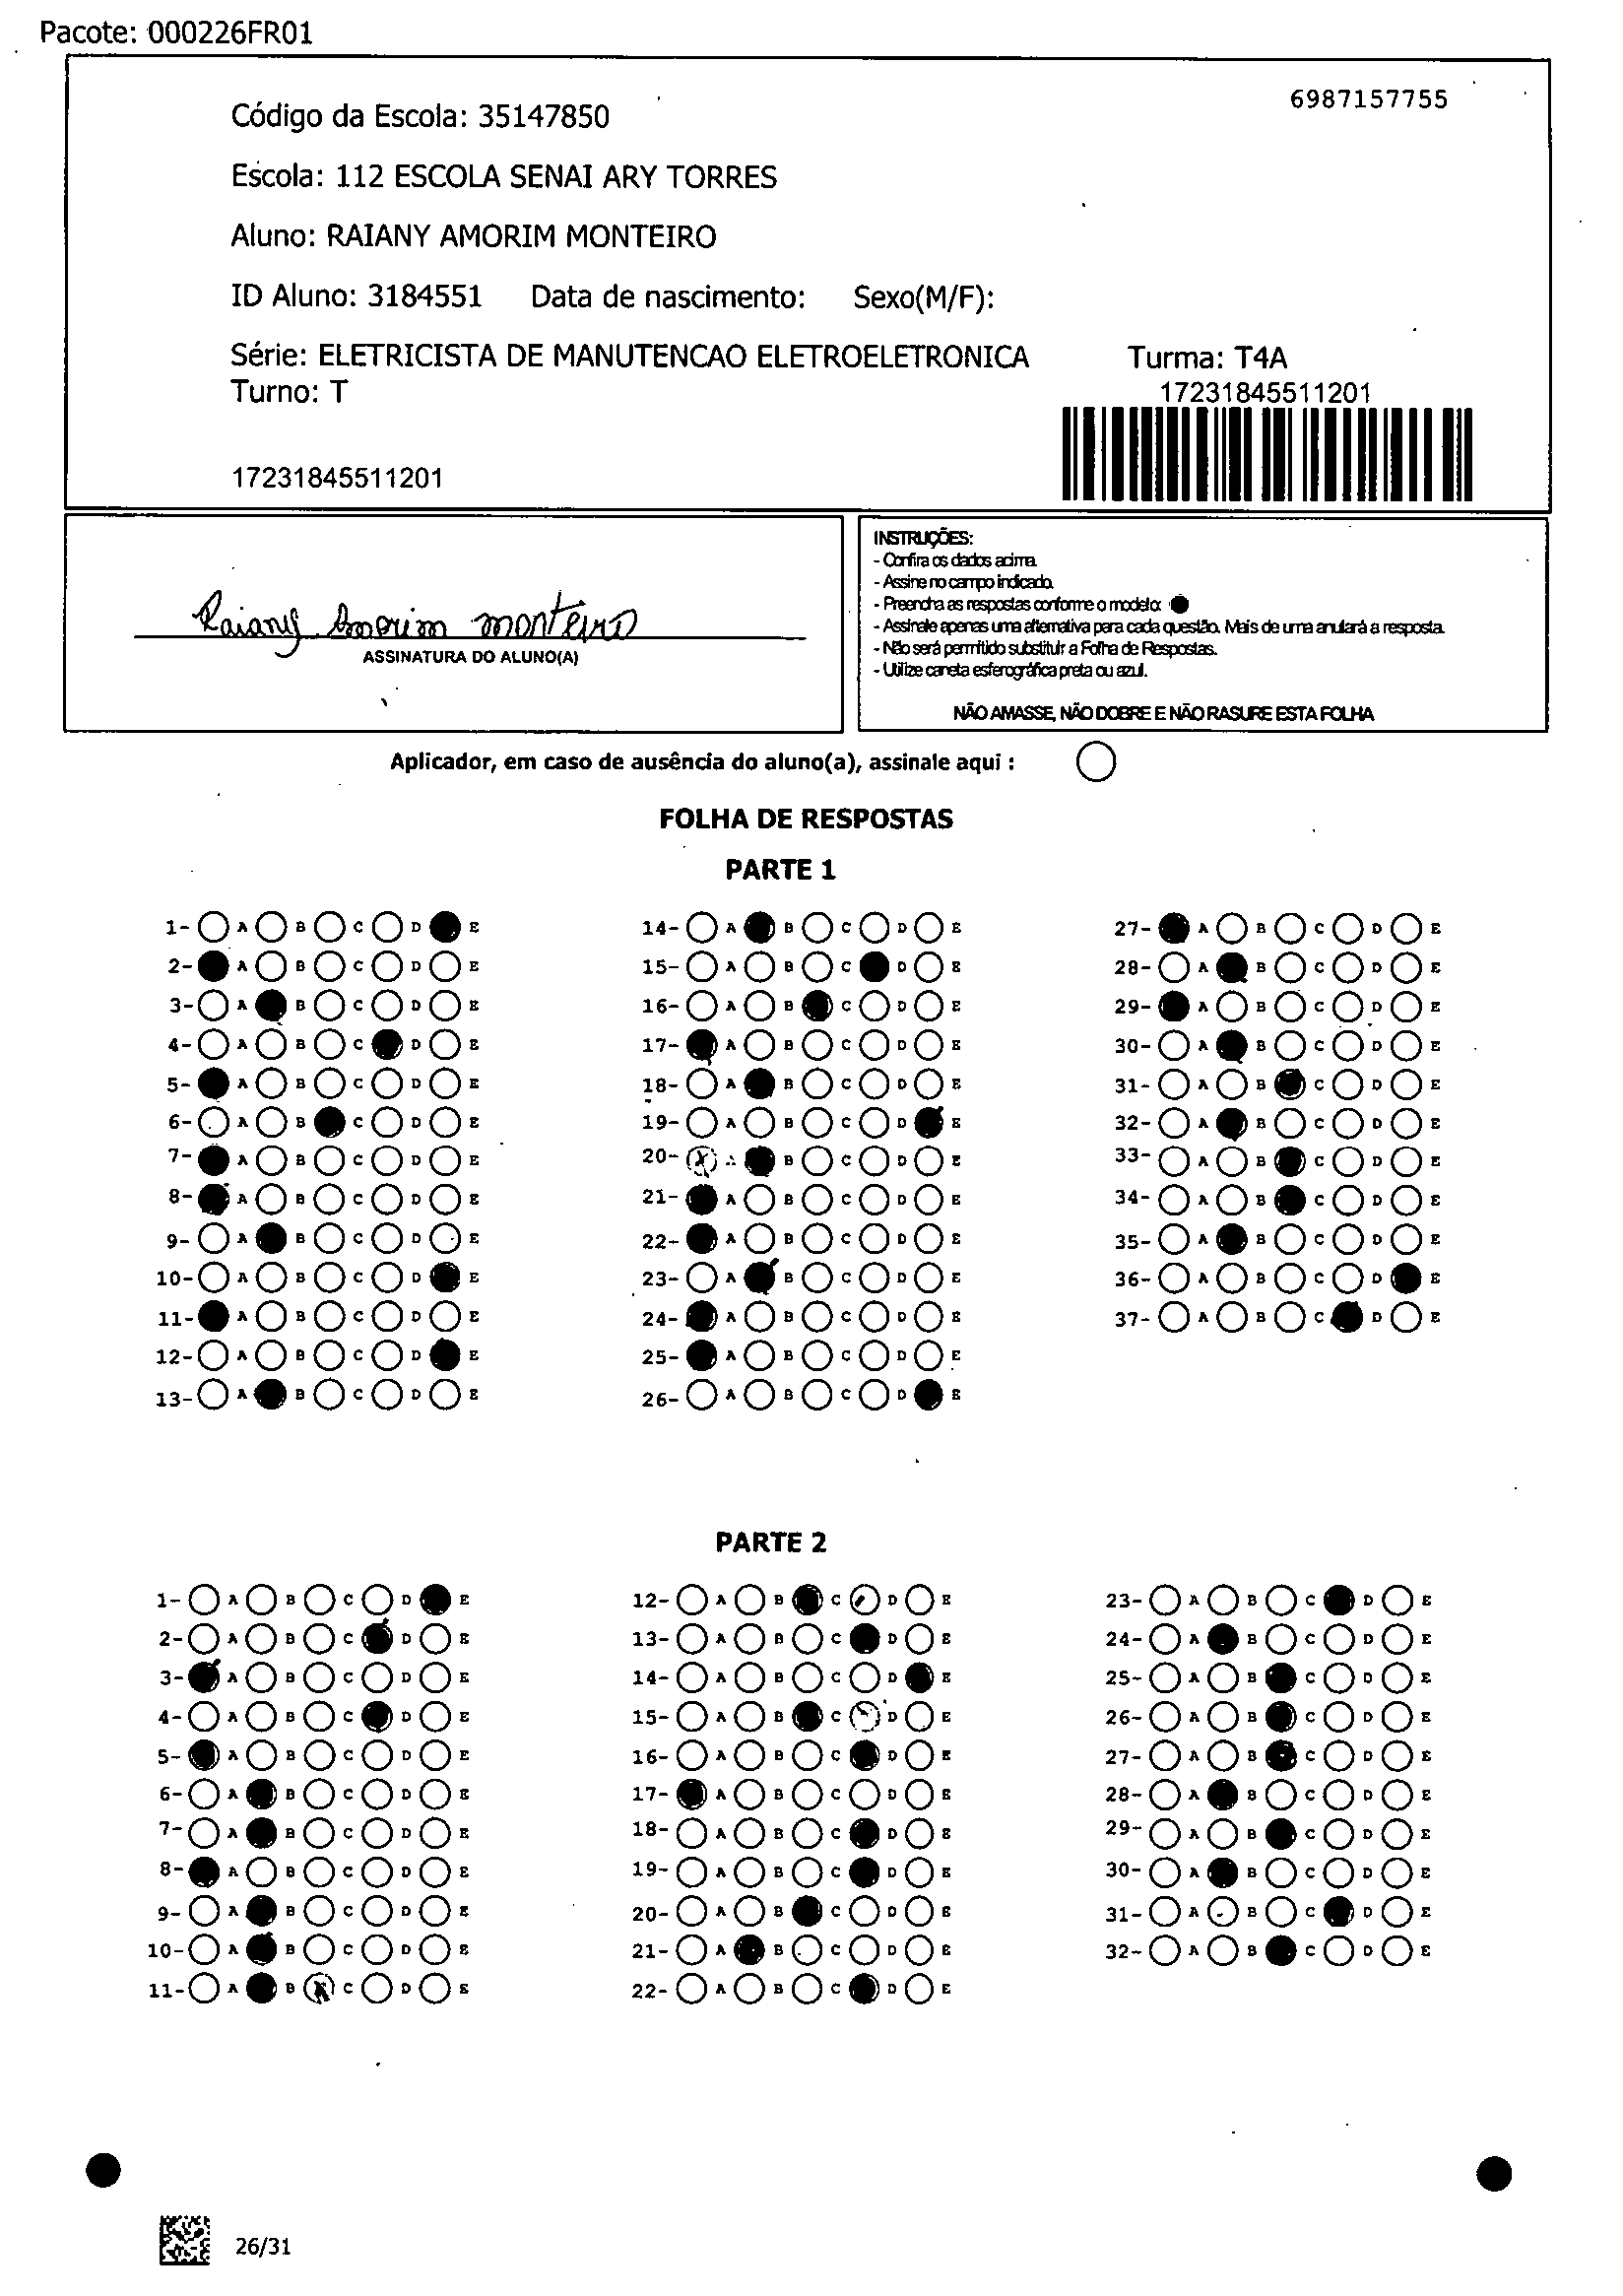 Pacote: 000226FR01
6987157755
Código da Escola: 35147850
Escola: 112 ESCOLA SENAI ARY TORRES
Aluno: RAIANY AMORIM MONTEIRO
ID Aluno: 3184551 Data de nascimento: Sexo(M/F):
Série: ELETRICISTA DE MANUTENCAO ELETROELETRONICA Turma: T4A
Turno: T 17231845511201
17231845511201
Raiany Amorim monteiro
ASSINATURA DO ALUNO(A)
INSTRUÇÕES:
- Confira os dados acima.
- Assine no campo indicado.
- Preencha as respostas conforme o modelo:
- Assinale apenas uma alternativa para cada questão. Mais de uma anulará a resposta.
- Não será permitido substituir a Folha de Respostas.
- Utilize caneta esferográfica preta ou azul.
NÃO AMASSE, NÃO DOBRE E NÃO RASURE ESTA FOLHA
Aplicador, em caso de ausência do aluno(a), assinale aqui :
FOLHA DE RESPOSTAS
PARTE 1
1- A B C D E 14- A B C D E 27- A B C D E
2- A B C D E 15- A B C D E 28- A B C D E
3- A B C D E 16- A B C D E 29- A B C D E
4- A B C D E 17- A B C D E 30- A B C D E
5- A B C D E 18- A B C D E 31- A B C D E
6- A B C D E 19- A B C D E 32- A B C D E
7- A B C D E 20- B C D E 33- A B C D E
8- A B C D E 21- A B C D E 34- A B C D E
9- A B C D E 22- A B C D E 35- A B C D E
10- A B C D E 23- A B C D E 36- A B C D E
11- A B C D E 24- A B C D E 37- A B C D E
12- A B C D E 25- A B C D E
13- A B C D E 26- A B C D E
PARTE 2
1- A B C D E 12- A B C D E 23- A B C D E
2- A B C D E 13- A B C D E 24- A B C D E
3- A B C D E 14- A B C D E 25- A B C D E
4- A B C D E 15- A B C D E 26- A B C D E
5- A B C D E 16- A B C D E 27- A B C D E
6- A B C D E 17- A B C D E 28- A B C D E
7- A B C D E 18- A B C D E 29- A B C D E
8- A B C D E 19- A B C D E 30- A B C D E
9- A B C D E 20- A B C D E 31- A B C D E
10- A B C D E 21- A B C D E 32- A B C D E
11- A B C D E 22- A B C D E
26/31